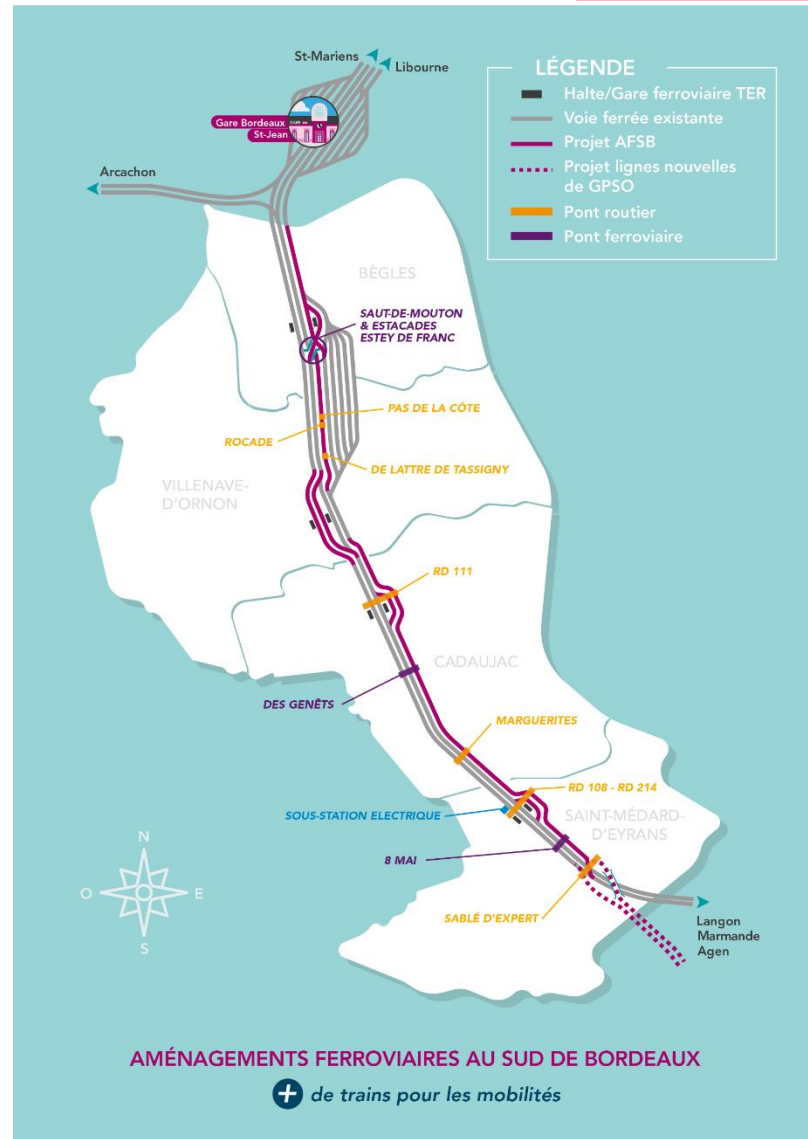 St-Mariens
Libourne
Gare Bordeaux
St-Jean
Arcachon
LÉGENDE
Halte/Gare ferroviaire TER
Voie ferrée existante
Projet AFSB
Projet lignes nouvelles
de GPSO
Pont routier
Pont ferroviaire
BÈGLES
SAUT-DE-MOUTON
& ESTACADES
ESTEY DE FRANC
PAS DE LA CÔTE
ROCADE
DE LATTRE DE TASSIGNY
VILLENAVE-
D'ORNON
RD 111
CADAUJAC
DES GENÊTS
MARGUERITES
RD 108 - RD 214
SOUS-STATION ELECTRIQUE
SAINT-MÉDARD-
D'EYRANS
8 MAI
SABLÉ D'EXPERT
N
O
E
S
Langon
Marmande
Agen
AMÉNAGEMENTS FERROVIAIRES AU SUD DE BORDEAUX
+ de trains pour les mobilités